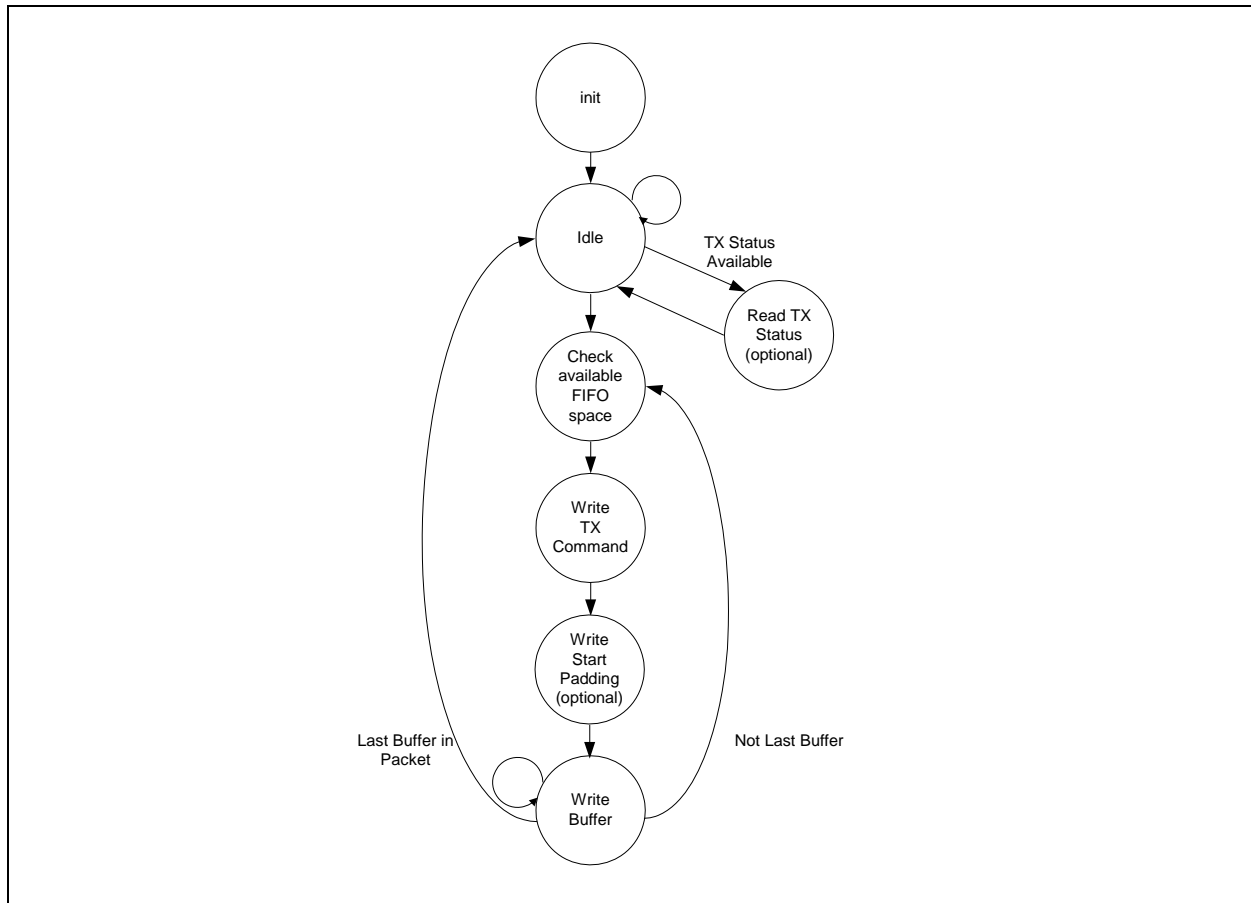 init
Idle
TX Status
Available
Read TX
Status
(optional)
Check
available
FIFO
space
Write
TX
Command
Write
Start
Padding
(optional)
Last Buffer in
Packet
Not Last Buffer
Write
Buffer